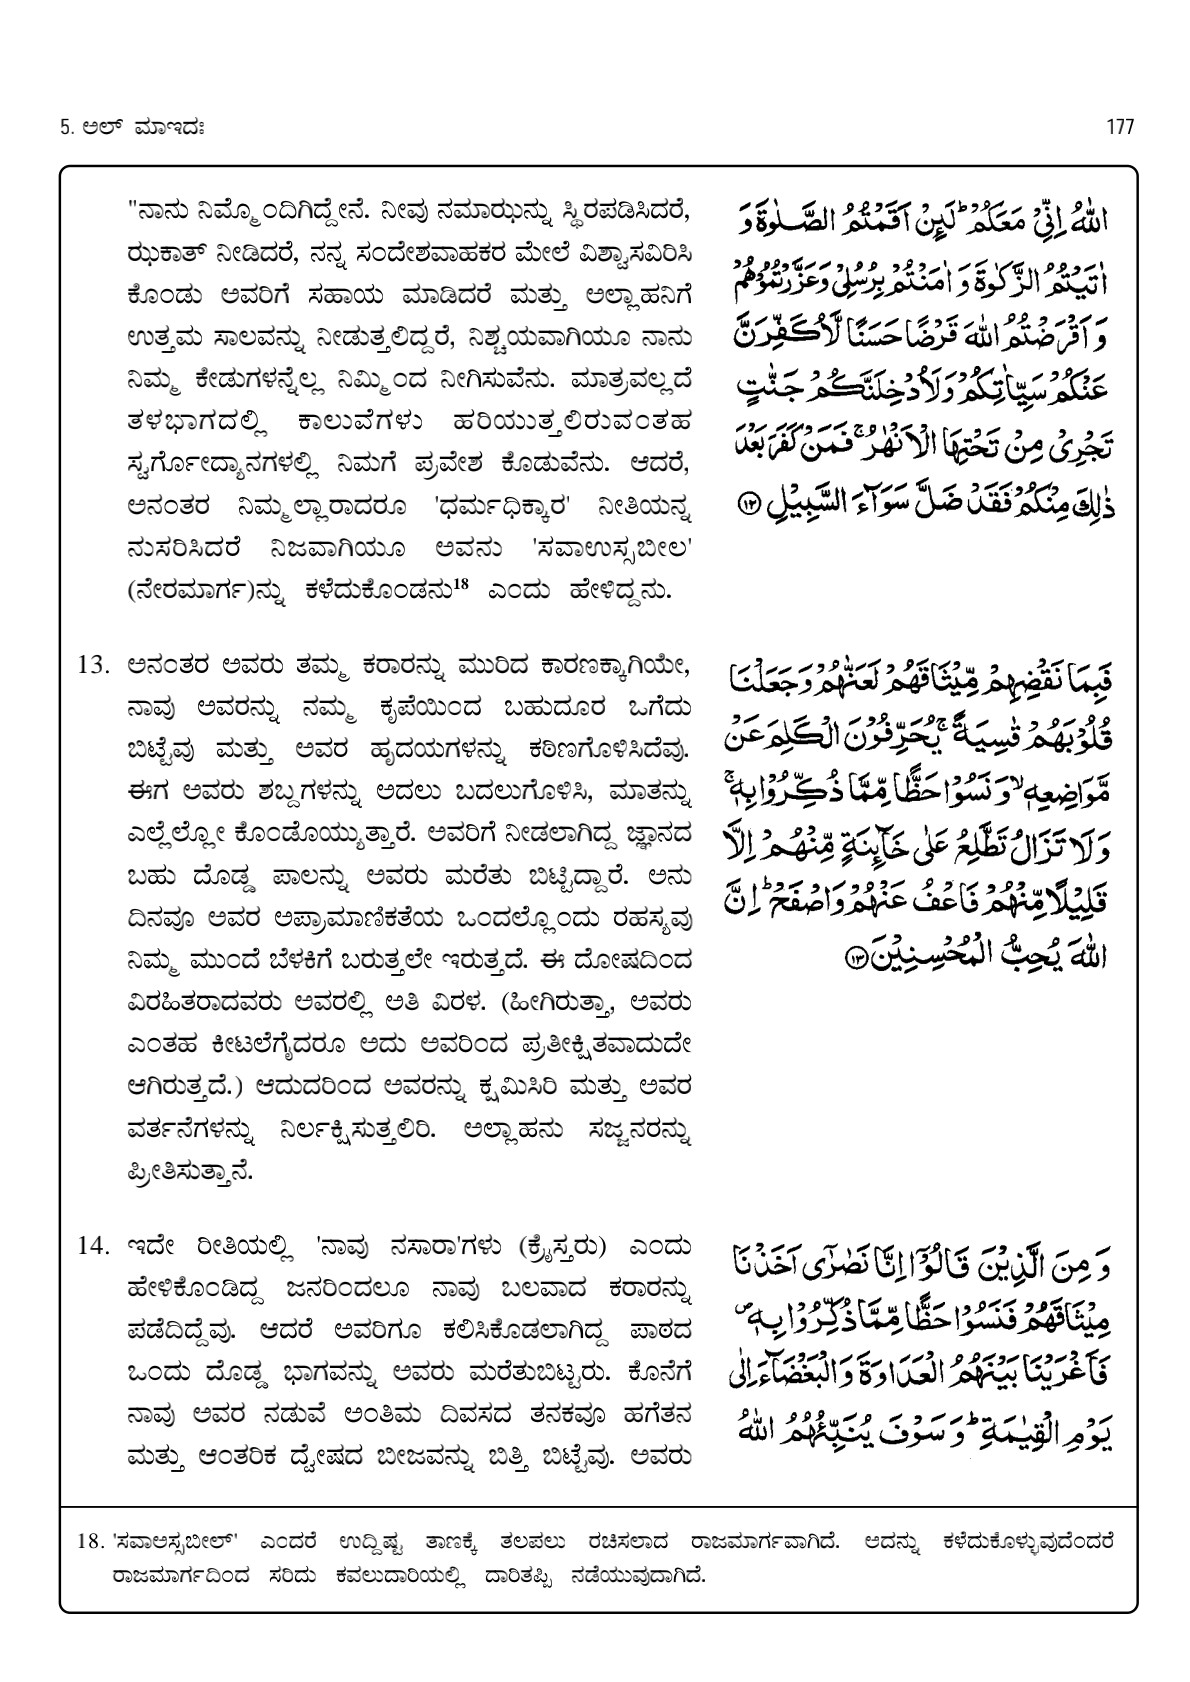 5. ಅಲ್ ಮಾಇದಃ
177
"ನಾನು ನಿಮ್ಮೊಂದಿಗಿದ್ದೇನೆ. ನೀವು ನಮಾಝನ್ನು ಸ್ಥಿರಪಡಿಸಿದರೆ,
ಝಕಾತ್ ನೀಡಿದರೆ, ನನ್ನ ಸಂದೇಶವಾಹಕರ ಮೇಲೆ ವಿಶ್ವಾಸವಿರಿಸಿ
ಕೊಂಡು ಅವರಿಗೆ ಸಹಾಯ ಮಾಡಿದರೆ ಮತ್ತು ಅಲ್ಲಾಹನಿಗೆ
ಉತ್ತಮ ಸಾಲವನ್ನು ನೀಡುತ್ತಲಿದ್ದರೆ, ನಿಶ್ಚಯವಾಗಿಯೂ ನಾನು
ನಿಮ್ಮ ಕೇಡುಗಳನ್ನೆಲ್ಲ ನಿಮ್ಮಿಂದ ನೀಗಿಸುವೆನು. ಮಾತ್ರವಲ್ಲದೆ
ತಳಭಾಗದಲ್ಲಿ ಕಾಲುವೆಗಳು ಹರಿಯುತ್ತಲಿರುವಂತಹ
ಸ್ವರ್ಗೋದ್ಯಾನಗಳಲ್ಲಿ ನಿಮಗೆ ಪ್ರವೇಶ ಕೊಡುವೆನು. ಆದರೆ,
ಅನಂತರ ನಿಮ್ಮಲ್ಲಾರಾದರೂ 'ಧರ್ಮಧಿಕ್ಕಾರ' ನೀತಿಯನ್ನ
ನುಸರಿಸಿದರೆ ನಿಜವಾಗಿಯೂ ಅವನು 'ಸವಾಉಸ್ಸಬೀಲ'
(ನೇರಮಾರ್ಗ)ನ್ನು ಕಳೆದುಕೊಂಡನು¹⁸ ಎಂದು ಹೇಳಿದ್ದನು.
اللّٰهُ اِنِّیْ مَعَکُمْ ؕ لَئِنْ اَقَمْتُمُ الصَّلٰوةَ وَ
اٰتَیْتُمُ الزَّکٰوةَ وَ اٰمَنْتُمْ بِرُسُلِیْ وَعَزَّرْتُمُوْهُمْ
وَ اَقْرَضْتُمُ اللّٰهَ قَرْضًا حَسَنًا لَّاُکَفِّرَنَّ
عَنْکُمْ سَیِّاٰتِکُمْ وَلَاُدْخِلَنَّکُمْ جَنّٰتٍ
تَجْرِیْ مِنْ تَحْتِهَا الْاَنْهٰرُ ۚ فَمَنْ کَفَرَ بَعْدَ
ذٰلِکَ مِنْکُمْ فَقَدْ ضَلَّ سَوَآءَ السَّبِیْلِ ﴿۱۲﴾
13. ಅನಂತರ ಅವರು ತಮ್ಮ ಕರಾರನ್ನು ಮುರಿದ ಕಾರಣಕ್ಕಾಗಿಯೇ,
ನಾವು ಅವರನ್ನು ನಮ್ಮ ಕೃಪೆಯಿಂದ ಬಹುದೂರ ಒಗೆದು
ಬಿಟ್ಟೆವು ಮತ್ತು ಅವರ ಹೃದಯಗಳನ್ನು ಕಠಿಣಗೊಳಿಸಿದೆವು.
ಈಗ ಅವರು ಶಬ್ದಗಳನ್ನು ಅದಲು ಬದಲುಗೊಳಿಸಿ, ಮಾತನ್ನು
ಎಲ್ಲೆಲ್ಲೋ ಕೊಂಡೊಯ್ಯುತ್ತಾರೆ. ಅವರಿಗೆ ನೀಡಲಾಗಿದ್ದ ಜ್ಞಾನದ
ಬಹು ದೊಡ್ಡ ಪಾಲನ್ನು ಅವರು ಮರೆತು ಬಿಟ್ಟಿದ್ದಾರೆ. ಅನು
ದಿನವೂ ಅವರ ಅಪ್ರಾಮಾಣಿಕತೆಯ ಒಂದಲ್ಲೊಂದು ರಹಸ್ಯವು
ನಿಮ್ಮ ಮುಂದೆ ಬೆಳಕಿಗೆ ಬರುತ್ತಲೇ ಇರುತ್ತದೆ. ಈ ದೋಷದಿಂದ
ವಿರಹಿತರಾದವರು ಅವರಲ್ಲಿ ಅತಿ ವಿರಳ. (ಹೀಗಿರುತ್ತಾ, ಅವರು
ಎಂತಹ ಕೀಟಲೆಗೈದರೂ ಅದು ಅವರಿಂದ ಪ್ರತೀಕ್ಷಿತವಾದುದೇ
ಆಗಿರುತ್ತದೆ.) ಆದುದರಿಂದ ಅವರನ್ನು ಕ್ಷಮಿಸಿರಿ ಮತ್ತು ಅವರ
ವರ್ತನೆಗಳನ್ನು ನಿರ್ಲಕ್ಷಿಸುತ್ತಲಿರಿ. ಅಲ್ಲಾಹನು ಸಜ್ಜನರನ್ನು
ಪ್ರೀತಿಸುತ್ತಾನೆ.
فَبِمَا نَقْضِهِمْ مِّیْثَاقَهُمْ لَعَنّٰهُمْ وَ جَعَلْنَا
قُلُوْبَهُمْ قٰسِیَةً ۚ یُحَرِّفُوْنَ الْکَلِمَ عَنْ
مَّوَاضِعِهٖ ۙ وَ نَسُوْا حَظًّا مِّمَّا ذُکِّرُوْا بِهٖ ۚ
وَ لَا تَزَالُ تَطَّلِعُ عَلٰی خَآئِنَةٍ مِّنْهُمْ اِلَّا
قَلِیْلًا مِّنْهُمْ فَاعْفُ عَنْهُمْ وَ اصْفَحْ ؕ اِنَّ
اللّٰهَ یُحِبُّ الْمُحْسِنِیْنَ ﴿۱۳﴾
14. ಇದೇ ರೀತಿಯಲ್ಲಿ 'ನಾವು ನಸಾರಾ'ಗಳು (ಕ್ರೈಸ್ತರು) ಎಂದು
ಹೇಳಿಕೊಂಡಿದ್ದ ಜನರಿಂದಲೂ ನಾವು ಬಲವಾದ ಕರಾರನ್ನು
ಪಡೆದಿದ್ದೆವು. ಆದರೆ ಅವರಿಗೂ ಕಲಿಸಿಕೊಡಲಾಗಿದ್ದ ಪಾಠದ
ಒಂದು ದೊಡ್ಡ ಭಾಗವನ್ನು ಅವರು ಮರೆತುಬಿಟ್ಟರು. ಕೊನೆಗೆ
ನಾವು ಅವರ ನಡುವೆ ಅಂತಿಮ ದಿವಸದ ತನಕವೂ ಹಗೆತನ
ಮತ್ತು ಆಂತರಿಕ ದ್ವೇಷದ ಬೀಜವನ್ನು ಬಿತ್ತಿ ಬಿಟ್ಟೆವು. ಅವರು
وَ مِنَ الَّذِیْنَ قَالُوْۤا اِنَّا نَصٰرٰۤی اَخَذْنَا
مِیْثَاقَهُمْ فَنَسُوْا حَظًّا مِّمَّا ذُکِّرُوْا بِهٖ ۪
فَاَغْرَیْنَا بَیْنَهُمُ الْعَدَاوَةَ وَ الْبَغْضَآءَ اِلٰی
یَوْمِ الْقِیٰمَةِ ؕ وَ سَوْفَ یُنَبِّئُهُمُ اللّٰهُ
18. 'ಸವಾಅಸ್ಸಬೀಲ್' ಎಂದರೆ ಉದ್ದಿಷ್ಟ ತಾಣಕ್ಕೆ ತಲಪಲು ರಚಿಸಲಾದ ರಾಜಮಾರ್ಗವಾಗಿದೆ. ಅದನ್ನು ಕಳೆದುಕೊಳ್ಳುವುದೆಂದರೆ
ರಾಜಮಾರ್ಗದಿಂದ ಸರಿದು ಕವಲುದಾರಿಯಲ್ಲಿ ದಾರಿತಪ್ಪಿ ನಡೆಯುವುದಾಗಿದೆ.